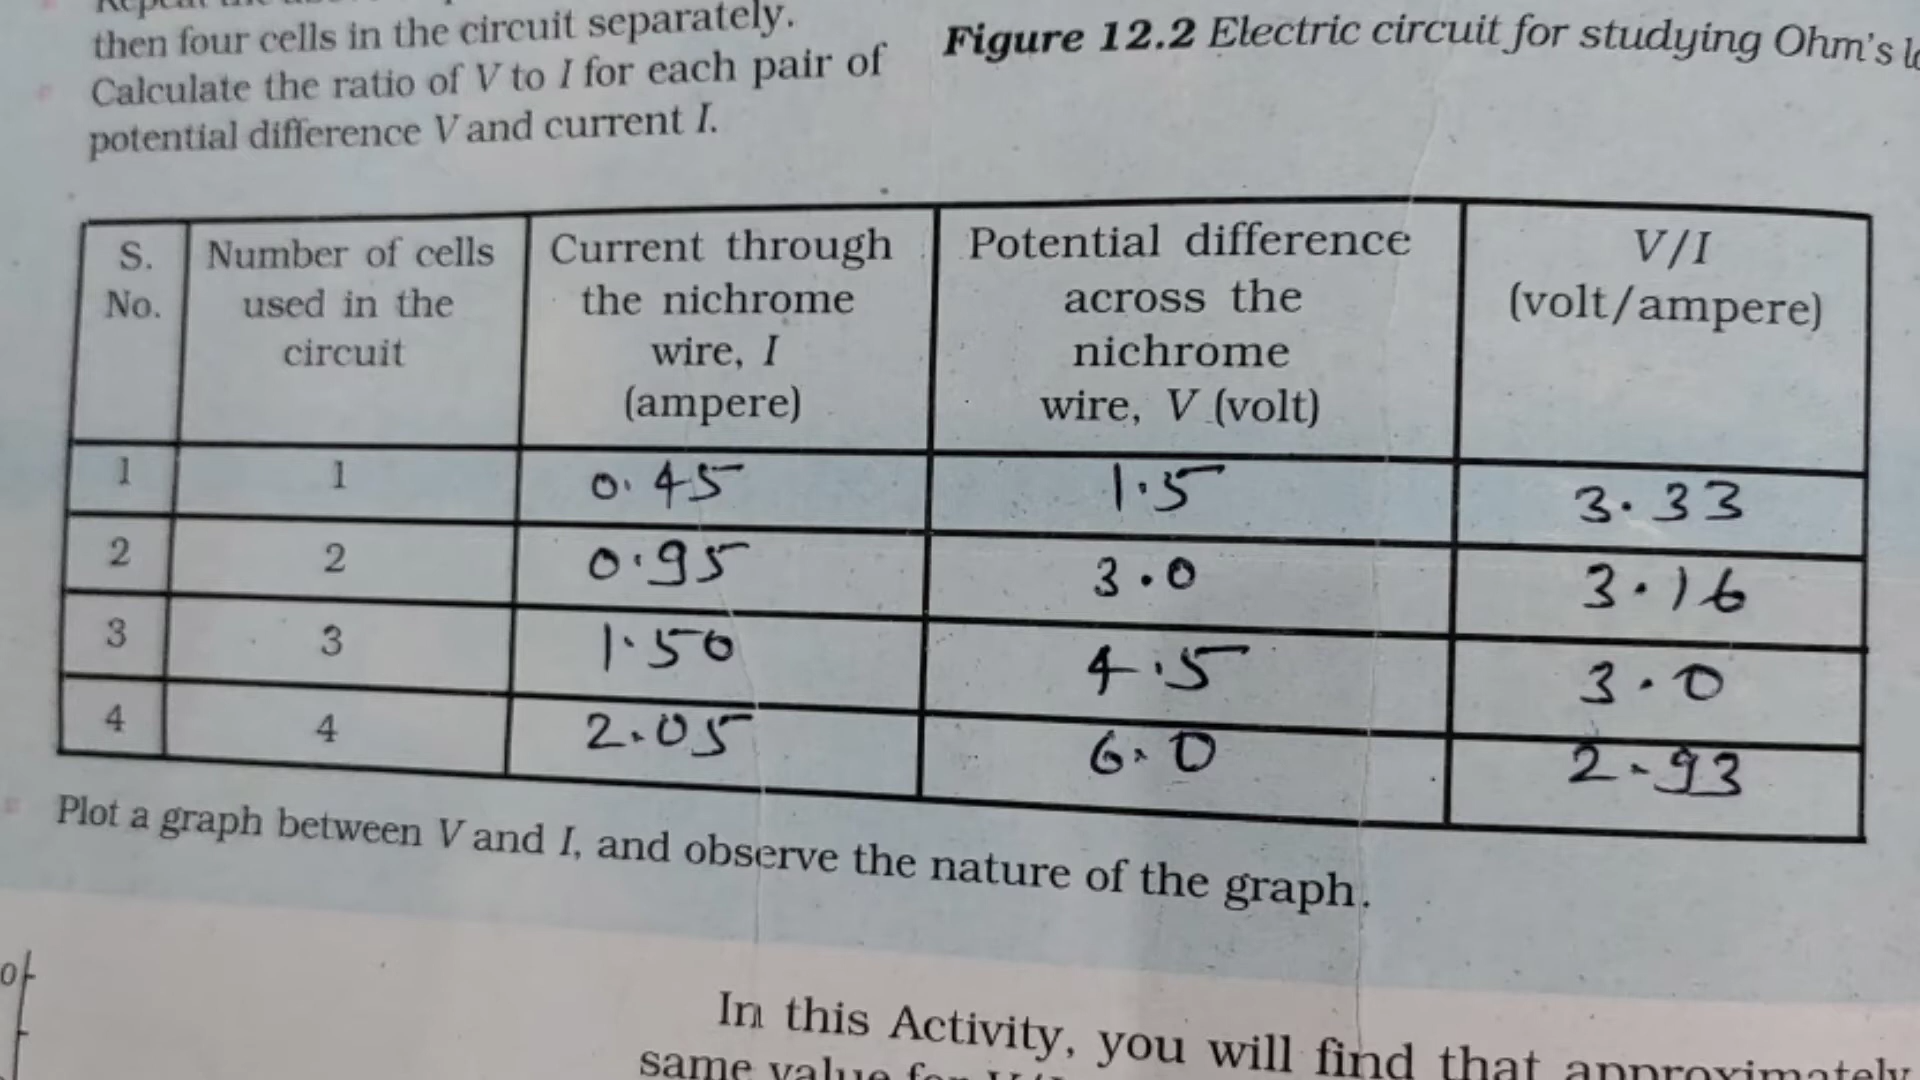 then four cells in the circuit separately.
Calculate the ratio of V to I for each pair of
potential difference V and current I.
Figure 12.2 Electric circuit for studying Ohm's
S. No. Number of cells used in the circuit Current through the nichrome wire, I (ampere) Potential difference across the nichrome wire, V (volt) V/I (volt/ampere)
1 1 0.45 1.5 3.33
2 2 0.95 3.0 3.16
3 3 1.50 4.5 3.0
4 4 2.05 6.0 2.93
Plot a graph between V and I, and observe the nature of the graph.
of
In this Activity, you will find that approximately
same value for